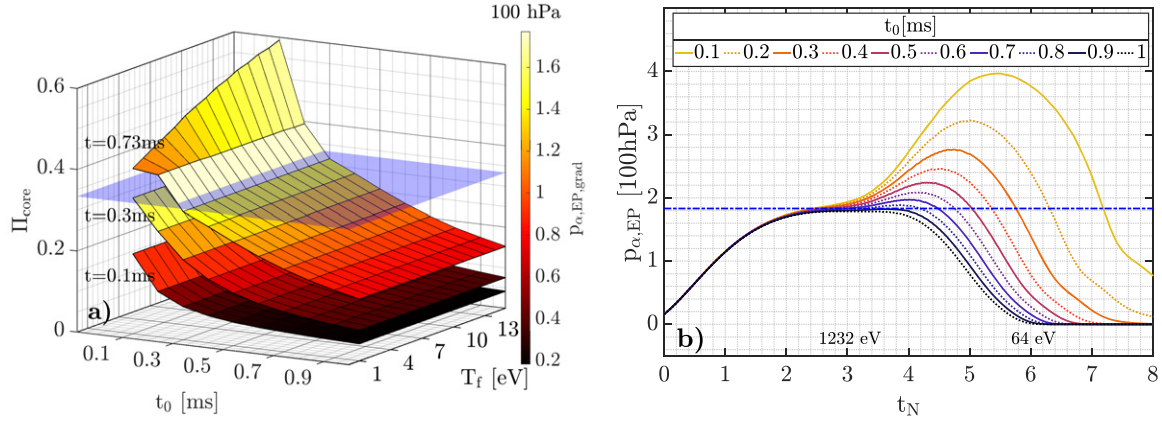 100 hPa
0.6
0.4
0.2
0
Π_core
t=0.73ms
t=0.3ms
t=0.1ms
a)
0.1
0.3
0.5
0.7
0.9
t₀ [ms]
1
4
7
10
13
T_f [eV]
1.6
1.4
1.2
1
0.8
0.6
0.4
0.2
p_α,EP,grad
t₀[ms]
0.1 0.2 0.3 0.4 0.5 0.6 0.7 0.8 0.9 1
4
3
2
1
0
p_α,EP [100hPa]
b)
1232 eV
64 eV
0 1 2 3 4 5 6 7 8
t_N